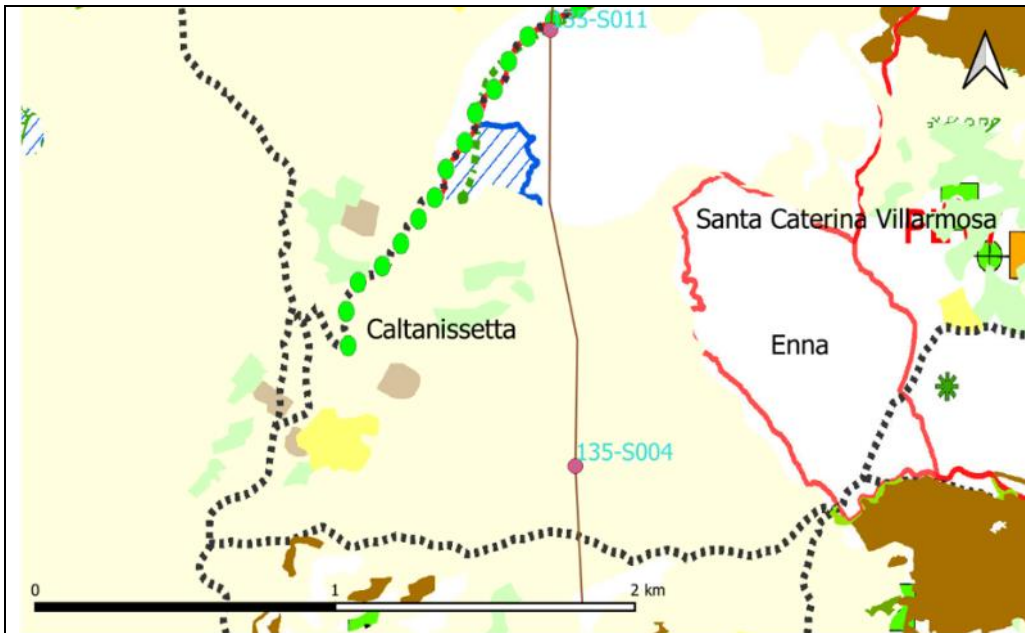 135-S011
Santa Caterina Villarmosa
Caltanissetta
Enna
135-S004
0
1
2 km